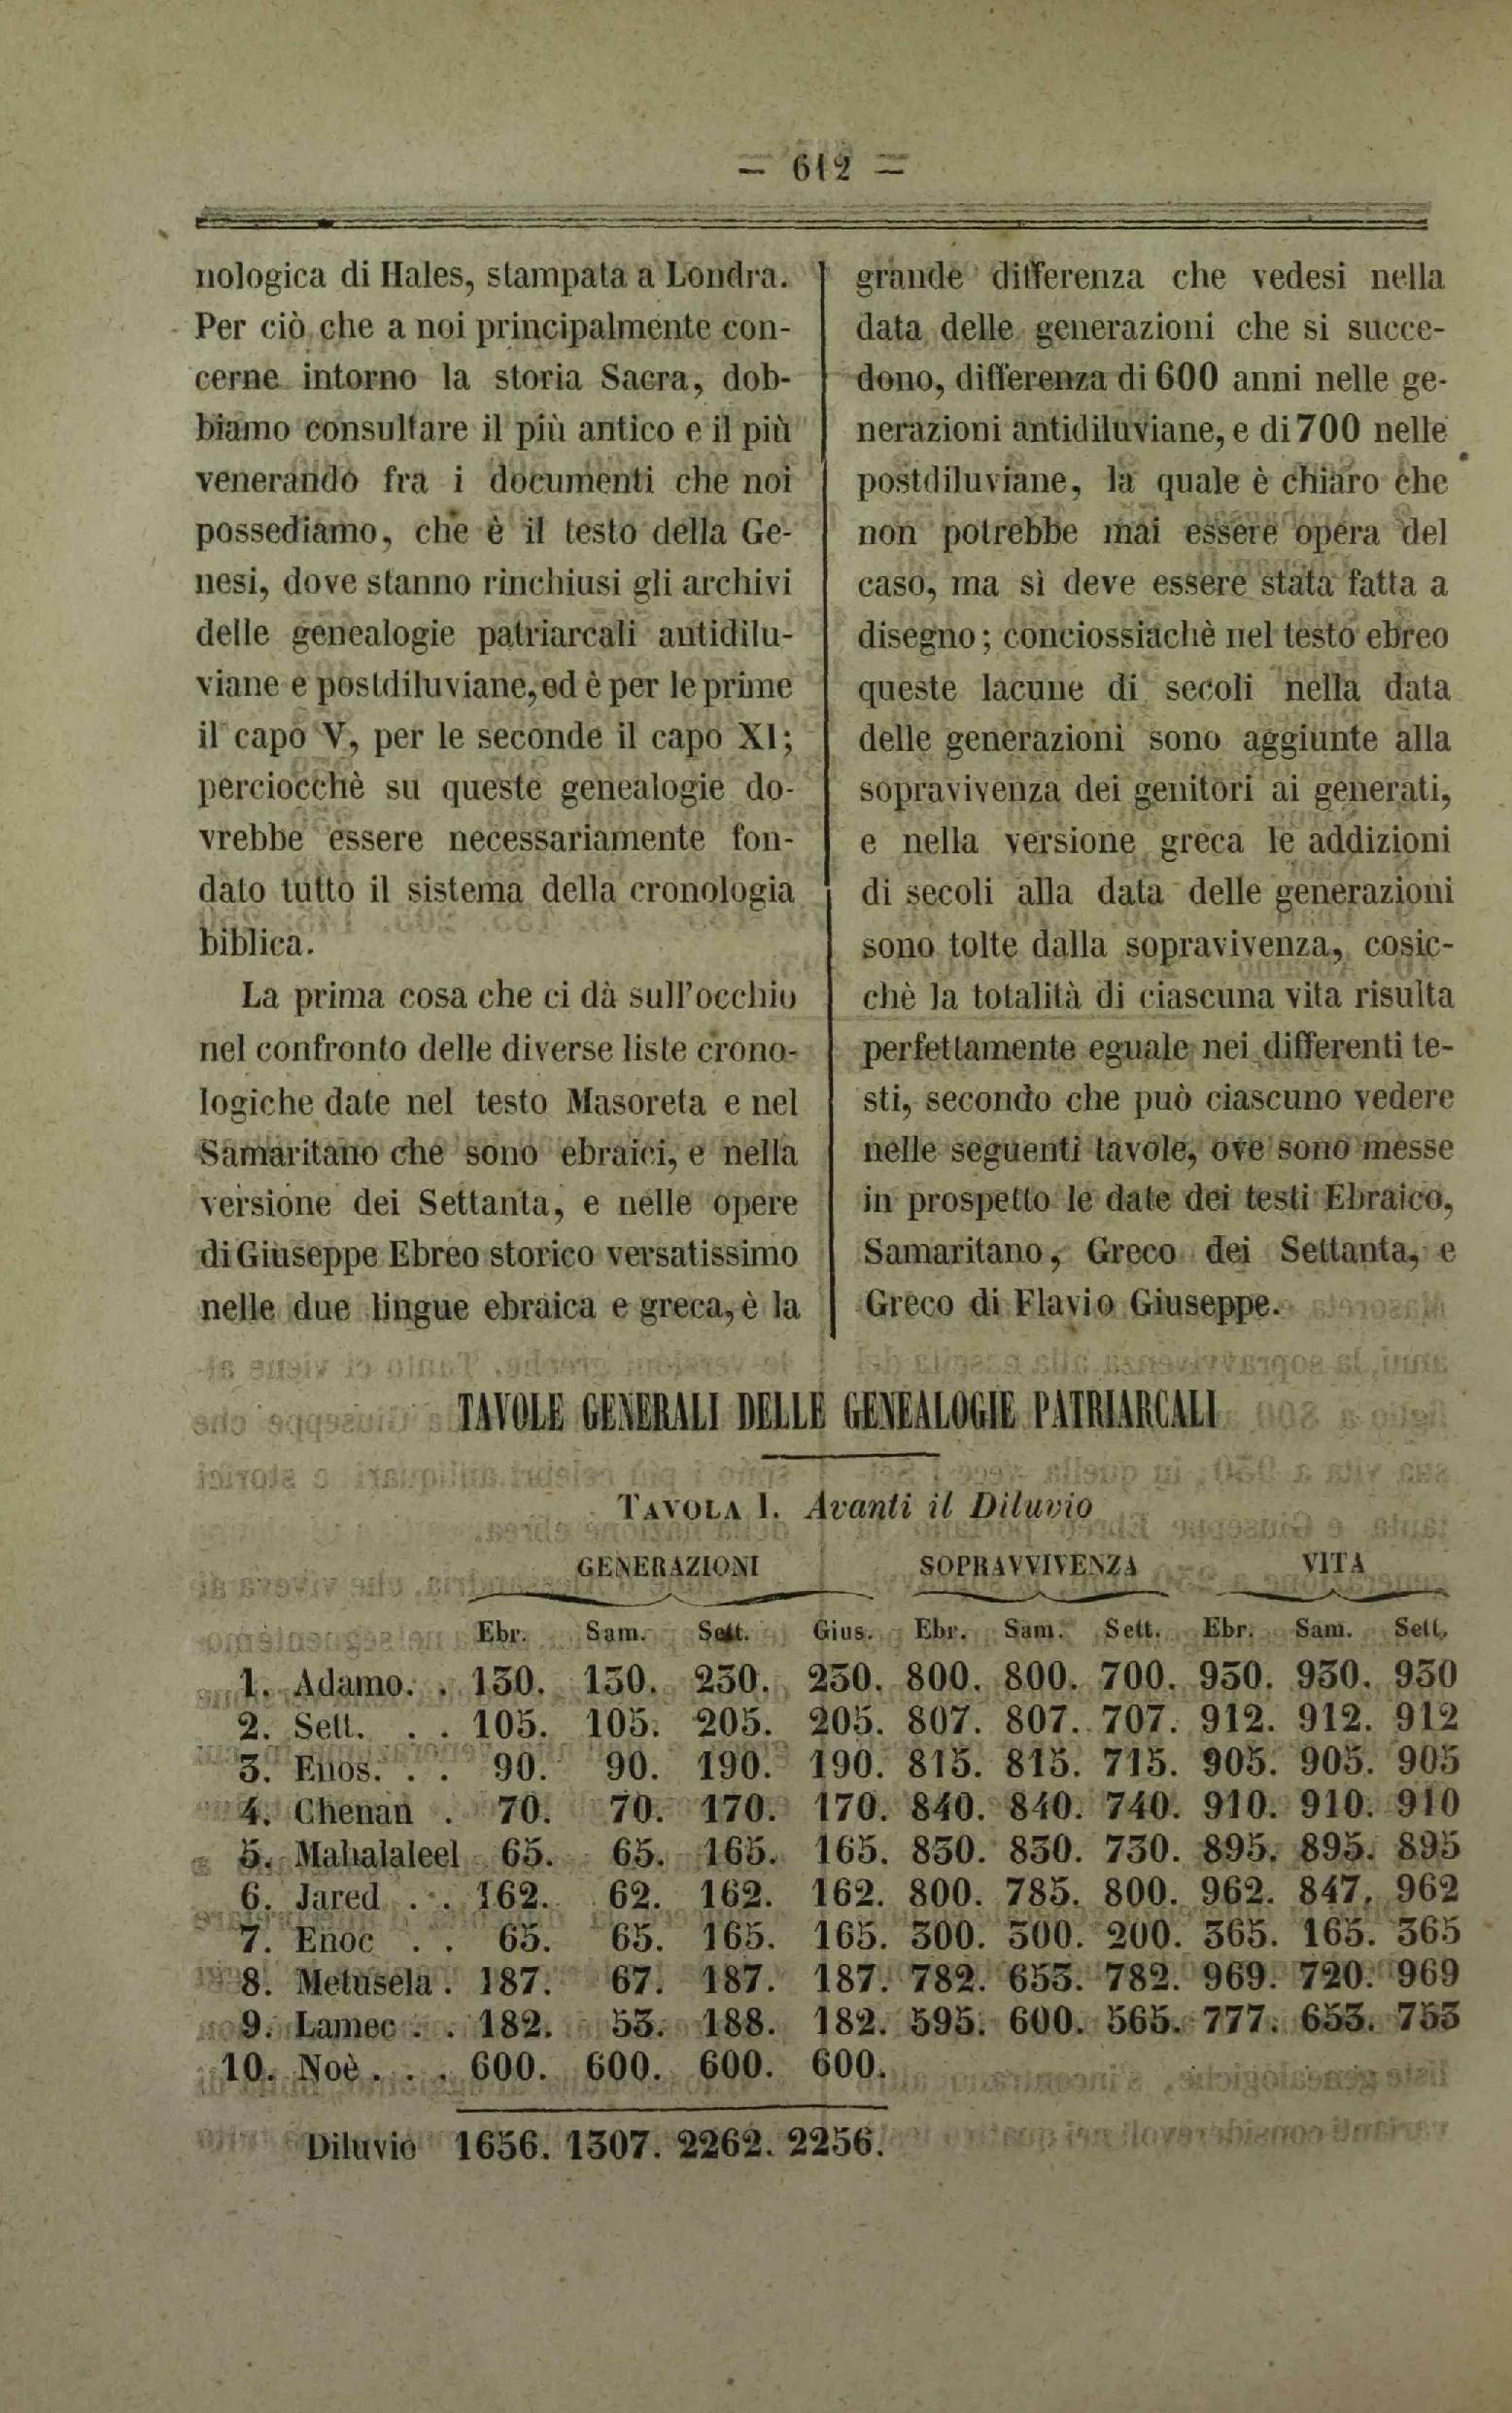 — 612 —
nologica di Hales, stampata a Londra.
Per ciò che a noi principalmente con-
cerne intorno la storia Sacra, dob-
biamo consultare il più antico e il più
venerando fra i documenti che noi
possediamo, che è il testo della Ge-
nesi, dove stanno rinchiusi gli archivi
delle genealogie patriarcali antidilu-
viane e postdiluviane, ed è per le prime
il capo V, per le seconde il capo XI;
perciocchè su queste genealogie do-
vrebbe essere necessariamente fon-
dato tutto il sistema della cronologia
biblica.
La prima cosa che ci dà sull'occhio
nel confronto delle diverse liste crono-
logiche date nel testo Masoreta e nel
Samaritano che sono ebraici, e nella
versione dei Settanta, e nelle opere
di Giuseppe Ebreo storico versatissimo
nelle due lingue ebraica e greca, è la
grande differenza che vedesi nella
data delle generazioni che si succe-
dono, differenza di 600 anni nelle ge-
nerazioni antidiluviane, e di 700 nelle
postdiluviane, la quale è chiaro che
non potrebbe mai essere opera del
caso, ma sì deve essere stata fatta a
disegno; conciossiachè nel testo ebreo
queste lacune di secoli nella data
delle generazioni sono aggiunte alla
sopravivenza dei genitori ai generati,
e nella versione greca le addizioni
di secoli alla data delle generazioni
sono tolte dalla sopravivenza, cosic-
chè la totalità di ciascuna vita risulta
perfettamente eguale nei differenti te-
sti, secondo che può ciascuno vedere
nelle seguenti tavole, ove sono messe
in prospetto le date dei testi Ebraico,
Samaritano, Greco dei Settanta, e
Greco di Flavio Giuseppe.
TAVOLE GENERALI DELLE GENEALOGIE PATRIARCALI
TAVOLA I. Avanti il Diluvio
GENERAZIONI SOPRAVVIVENZA VITA
Ebr. Sam. Sett. Gius. Ebr. Sam. Sett. Ebr. Sam. Sett.
1. Adamo. . 130. 130. 230. 230. 800. 800. 700. 930. 930. 930
2. Sett. . . 105. 105. 205. 205. 807. 807. 707. 912. 912. 912
3. Enos. . . 90. 90. 190. 190. 815. 815. 715. 905. 905. 905
4. Chenan . 70. 70. 170. 170. 840. 840. 740. 910. 910. 910
5. Mahalaleel 65. 65. 165. 165. 830. 830. 730. 895. 895. 895
6. Jared . . 162. 62. 162. 162. 800. 785. 800. 962. 847. 962
7. Enoc . . 65. 65. 165. 165. 300. 300. 200. 365. 165. 365
8. Metusela . 187. 67. 187. 187. 782. 653. 782. 969. 720. 969
9. Lamec . . 182. 53. 188. 182. 595. 600. 565. 777. 653. 753
10. Noè . . . 600. 600. 600. 600.
Diluvio 1656. 1307. 2262. 2256.